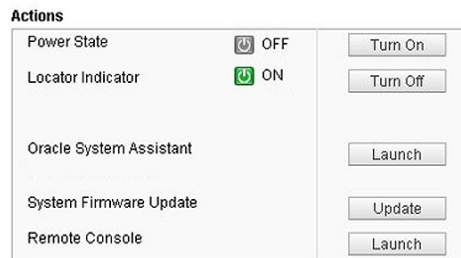 Actions
Power State OFF Turn On
Locator Indicator ON Turn Off
Oracle System Assistant Launch
System Firmware Update Update
Remote Console Launch